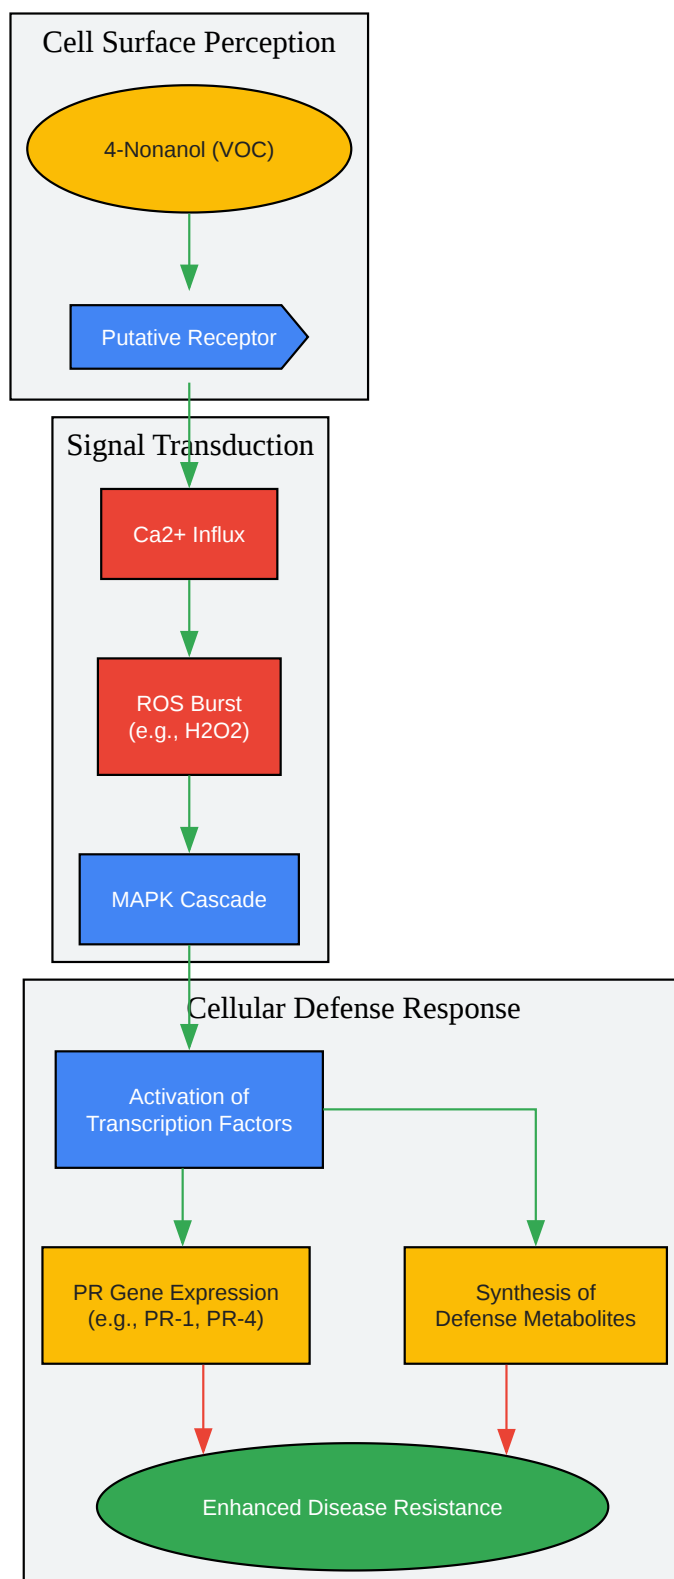 Cell Surface Perception
4-Nonanol (VOC)
Putative Receptor
Signal Transduction
Ca2+ Influx
ROS Burst
(e.g., H2O2)
MAPK Cascade
Cellular Defense Response
Activation of
Transcription Factors
PR Gene Expression
(e.g., PR-1, PR-4)
Synthesis of
Defense Metabolites
Enhanced Disease Resistance